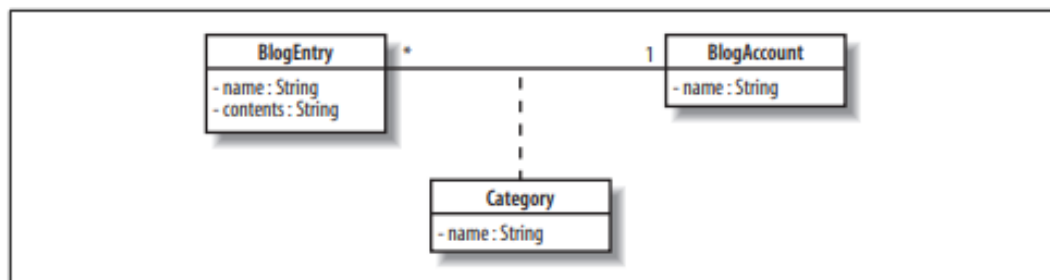 BlogEntry
*
1
BlogAccount
- name : String
- contents : String
- name : String
Category
- name : String